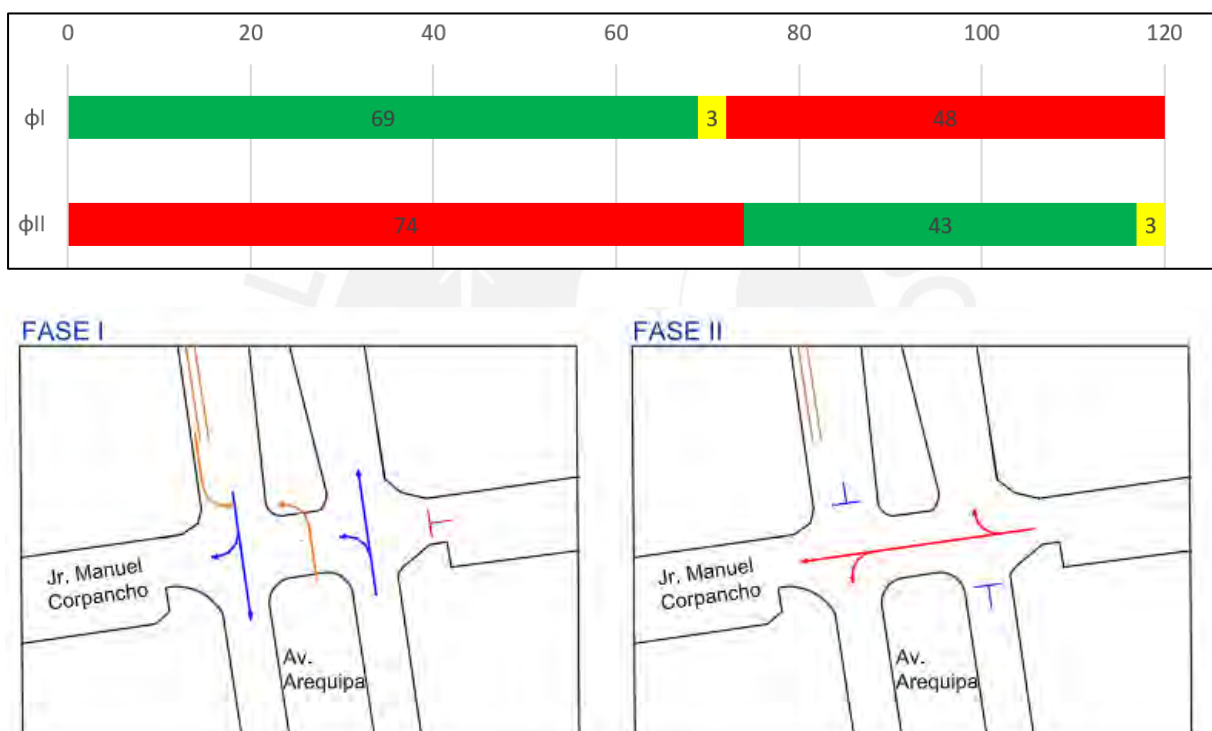 0 20 40 60 80 100 120
ϕI 69 3 48
ϕII 74 43 3
FASE I
Jr. Manuel
Corpancho
Av.
Arequipa
FASE II
Jr. Manuel
Corpancho
Av.
Arequipa